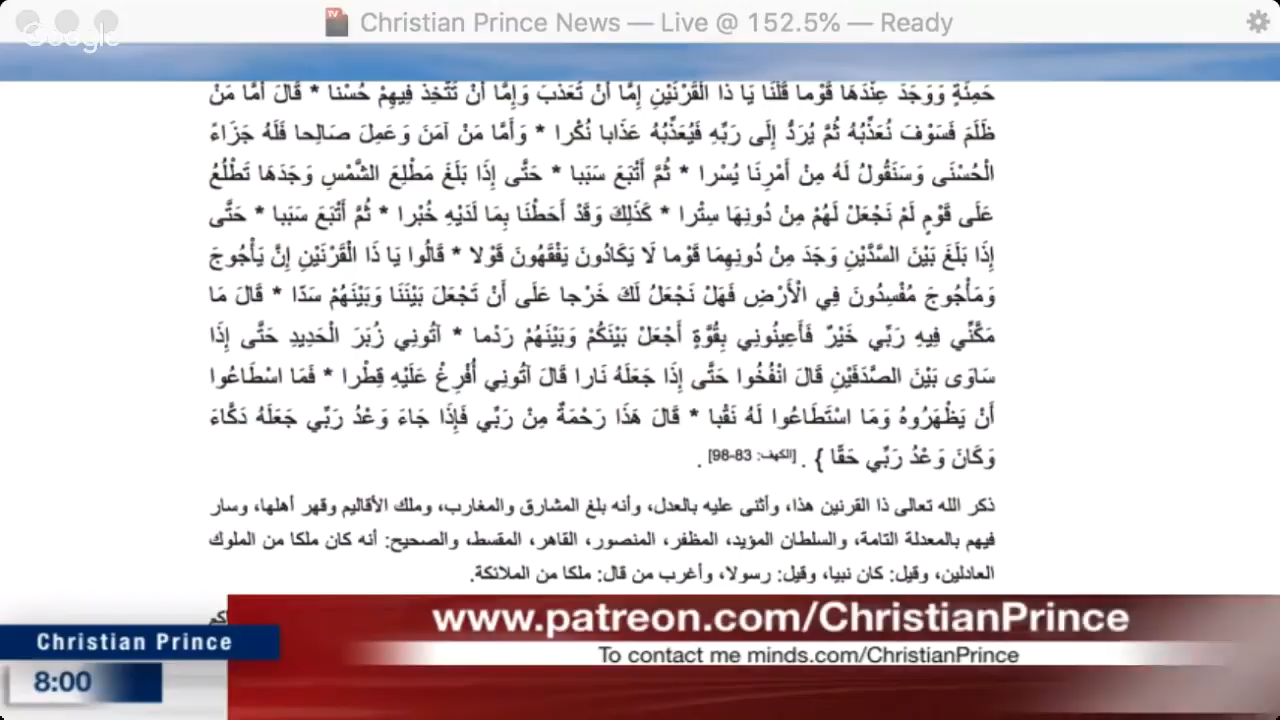 Christian Prince News — Live @ 152.5% — Ready
Google
حَمِئَةٍ وَوَجَدَ عِنْدَهَا قَوْما قُلْنَا يَا ذَا الْقَرْنَيْنِ إِمَّا أَنْ تُعَذِّبَ وَإِمَّا أَنْ تَتَّخِذَ فِيهِمْ حُسْنا * قَالَ أَمَّا مَنْ
ظَلَمَ فَسَوْفَ نُعَذِّبُهُ ثُمَّ يُرَدُّ إِلَى رَبِّهِ فَيُعَذِّبُهُ عَذَابا نُكْرا * وَأَمَّا مَنْ آمَنَ وَعَمِلَ صَالِحا فَلَهُ جَزَاءً
الْحُسْنَى وَسَنَقُولُ لَهُ مِنْ أَمْرِنَا يُسْرا * ثُمَّ أَتْبَعَ سَبَبا * حَتَّى إِذَا بَلَغَ مَطْلِعَ الشَّمْسِ وَجَدَهَا تَطْلُعُ
عَلَى قَوْمٍ لَمْ نَجْعَلْ لَهُمْ مِنْ دُونِهَا سِتْرا * كَذَلِكَ وَقَدْ أَحَطْنَا بِمَا لَدَيْهِ خُبْرا * ثُمَّ أَتْبَعَ سَبَبا * حَتَّى
إِذَا بَلَغَ بَيْنَ السَّدَّيْنِ وَجَدَ مِنْ دُونِهِمَا قَوْما لَا يَكَادُونَ يَفْقَهُونَ قَوْلا * قَالُوا يَا ذَا الْقَرْنَيْنِ إِنَّ يَأْجُوجَ
وَمَأْجُوجَ مُفْسِدُونَ فِي الْأَرْضِ فَهَلْ نَجْعَلُ لَكَ خَرْجا عَلَى أَنْ تَجْعَلَ بَيْنَنَا وَبَيْنَهُمْ سَدّا * قَالَ مَا
مَكَّنِّي فِيهِ رَبِّي خَيْرٌ فَأَعِينُونِي بِقُوَّةٍ أَجْعَلْ بَيْنَكُمْ وَبَيْنَهُمْ رَدْما * آتُونِي زُبَرَ الْحَدِيدِ حَتَّى إِذَا
سَاوَى بَيْنَ الصَّدَفَيْنِ قَالَ انْفُخُوا حَتَّى إِذَا جَعَلَهُ نَارا قَالَ آتُونِي أُفْرِغْ عَلَيْهِ قِطْرا * فَمَا اسْطَاعُوا
أَنْ يَظْهَرُوهُ وَمَا اسْتَطَاعُوا لَهُ نَقْبا * قَالَ هَذَا رَحْمَةٌ مِنْ رَبِّي فَإِذَا جَاءَ وَعْدُ رَبِّي جَعَلَهُ دَكَّاءَ
وَكَانَ وَعْدُ رَبِّي حَقّا } . [الكهف: 83-98] .
ذكر الله تعالى ذا القرنين هذا، وأثنى عليه بالعدل، وأنه بلغ المشارق والمغارب، وملك الأقاليم وقهر أهلها، وسار
فيهم بالمعدلة التامة، والسلطان المؤيد، المظفر، المنصور، القاهر، المقسط، والصحيح: أنه كان ملكا من الملوك
العادلين، وقيل: كان نبيا، وقيل: رسولا، وأغرب من قال: ملكا من الملائكة.
www.patreon.com/ChristianPrince
Christian Prince
To contact me minds.com/ChristianPrince
8:00